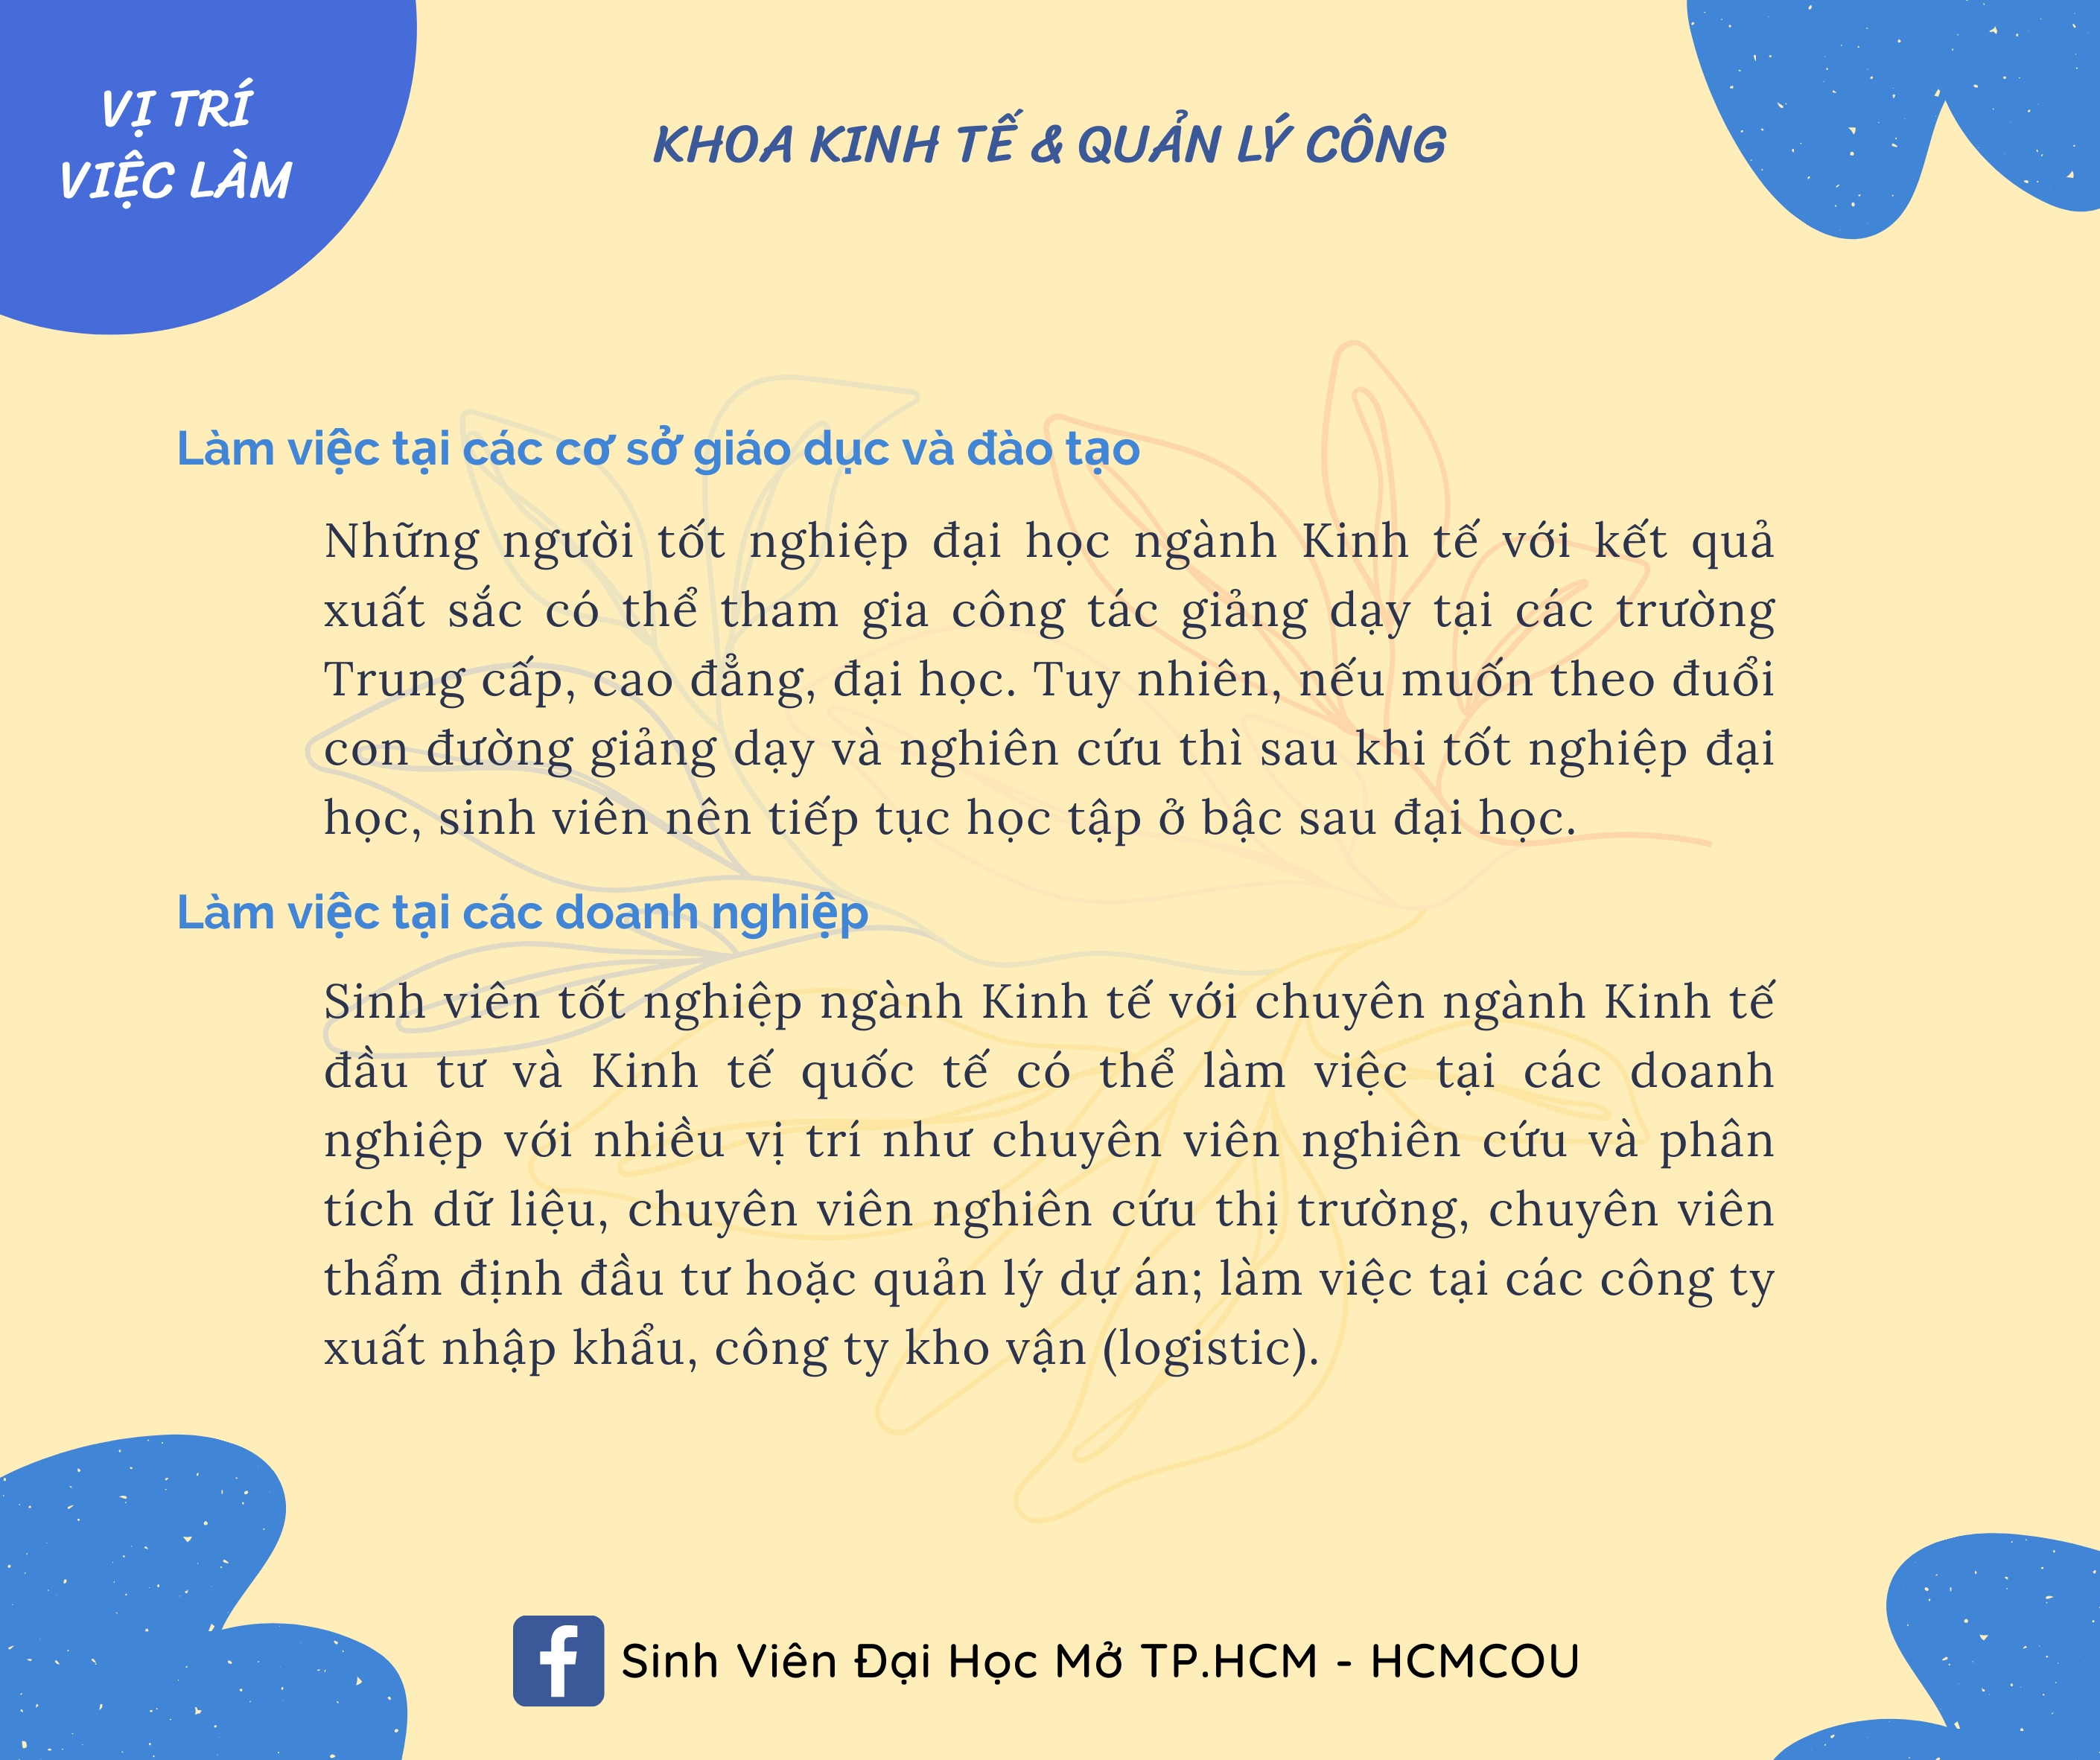 VỊ TRÍ
VIỆC LÀM
KHOA KINH TẾ & QUẢN LÝ CÔNG
Làm việc tại các cơ sở giáo dục và đào tạo
Những người tốt nghiệp đại học ngành Kinh tế với kết quả
xuất sắc có thể tham gia công tác giảng dạy tại các trường
Trung cấp, cao đẳng, đại học. Tuy nhiên, nếu muốn theo đuổi
con đường giảng dạy và nghiên cứu thì sau khi tốt nghiệp đại
học, sinh viên nên tiếp tục học tập ở bậc sau đại học.
Làm việc tại các doanh nghiệp
Sinh viên tốt nghiệp ngành Kinh tế với chuyên ngành Kinh tế
đầu tư và Kinh tế quốc tế có thể làm việc tại các doanh
nghiệp với nhiều vị trí như chuyên viên nghiên cứu và phân
tích dữ liệu, chuyên viên nghiên cứu thị trường, chuyên viên
thẩm định đầu tư hoặc quản lý dự án; làm việc tại các công ty
xuất nhập khẩu, công ty kho vận (logistic).
Sinh Viên Đại Học Mở TP.HCM - HCMCOU